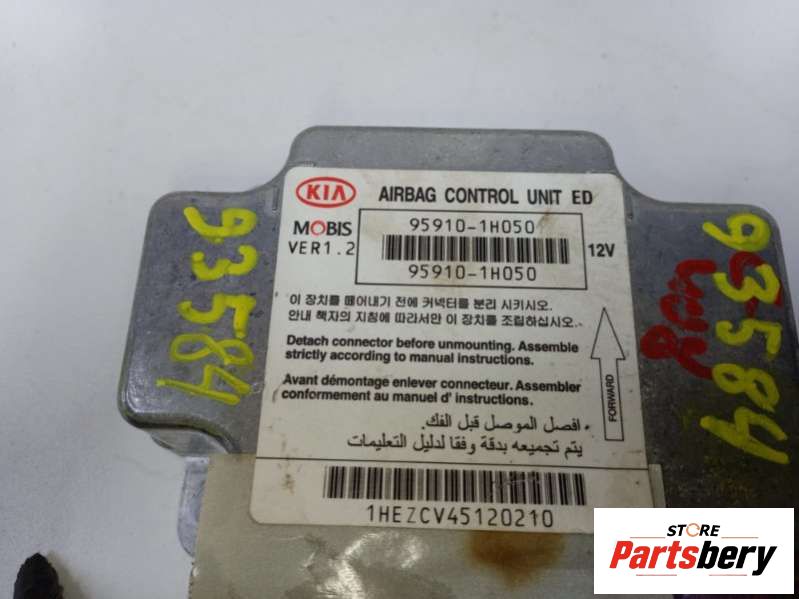 KIA AIRBAG CONTROL UNIT ED
MOBIS
VER1.2
95910-1H050
95910-1H050
12V
이 장치를 떼어내기 전에 커넥터를 분리 시키시오.
안내 책자의 지침에 따라서만 이 장치를 조립하십시오.
Detach connector before unmounting. Assemble
strictly according to manual instructions.
Avant démontage enlever connecteur. Assembler
conformement au manuel d' instructions.
افصل الموصل قبل الفك.
يتم تجميعه بدقة وفقا لدليل التعليمات
FORWARD
1HEZCV45120210
93584
93584
STORE
Partsbery